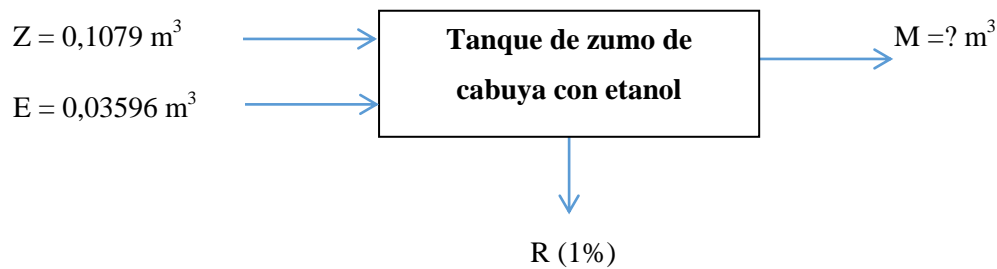 Z = 0,1079 m³
E = 0,03596 m³
Tanque de zumo de
cabuya con etanol
M =? m³
R (1%)